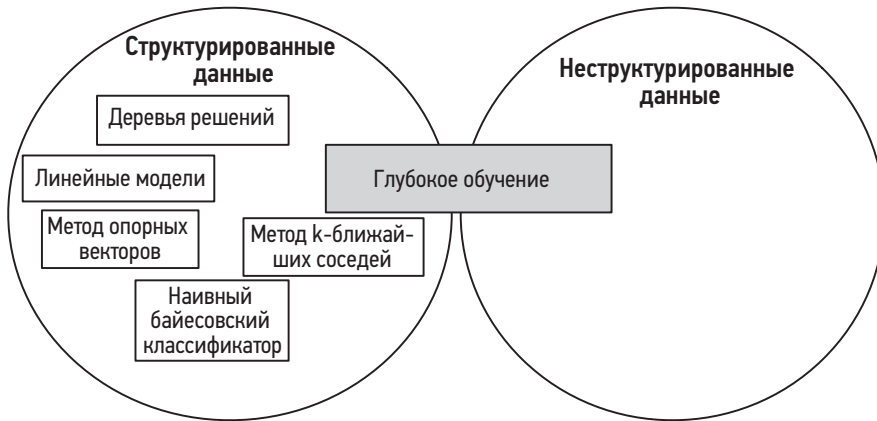 Структурированные
данные
Неструктурированные
данные
Деревья решений
Линейные модели
Глубокое обучение
Метод опорных
векторов
Метод k-ближай-
ших соседей
Наивный
байесовский
классификатор